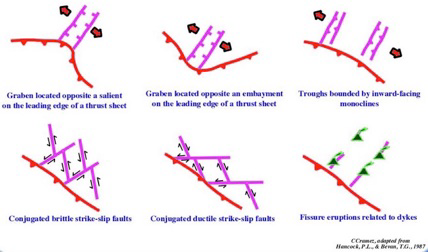 Graben located opposite a salient
on the leading edge of a thrust sheet
Graben located opposite an embayment
on the leading edge of a thrust sheet
Troughs bounded by inward-facing
monoclines
Conjugated brittle strike-slip faults
Conjugated ductile strike-slip faults
Fissure eruptions related to dykes
CCramez, adapted from
Hancock, P.L., & Bevan, T.G., 1987